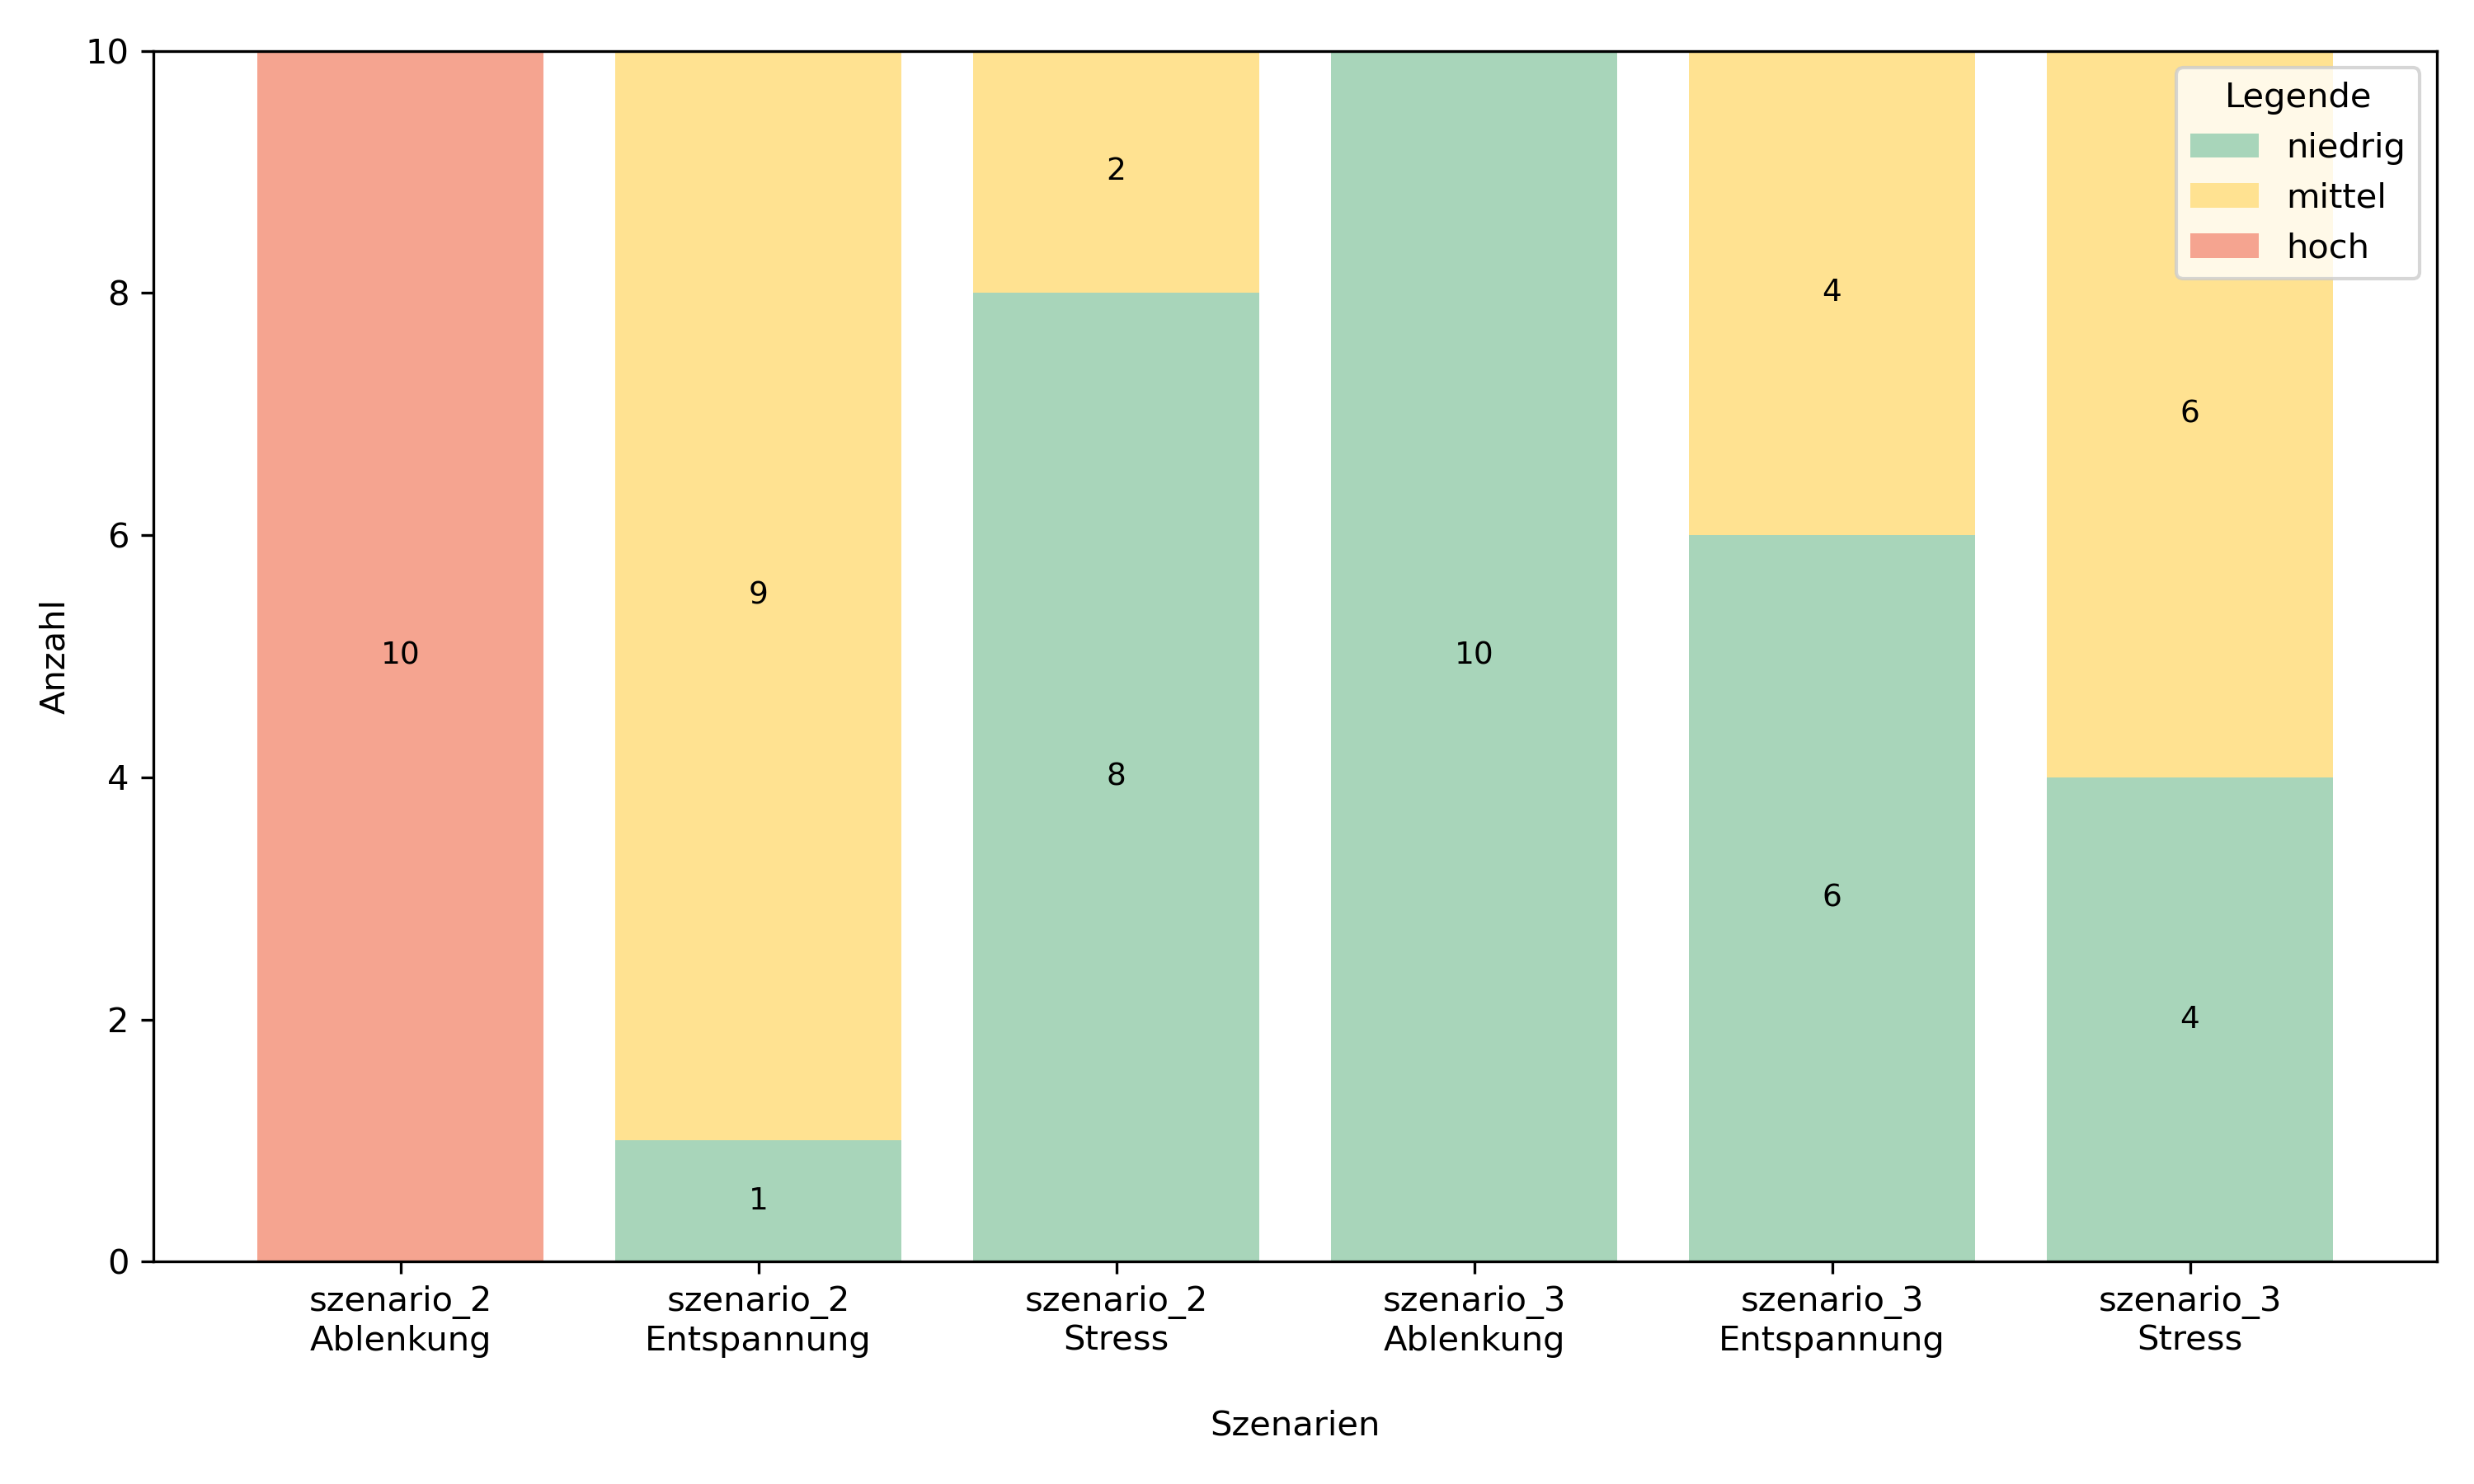 10
8
6
4
2
0
Anzahl
10
9
1
2
8
10
4
6
6
4
Legende
niedrig
mittel
hoch
szenario_2
Ablenkung
szenario_2
Entspannung
szenario_2
Stress
szenario_3
Ablenkung
szenario_3
Entspannung
szenario_3
Stress
Szenarien